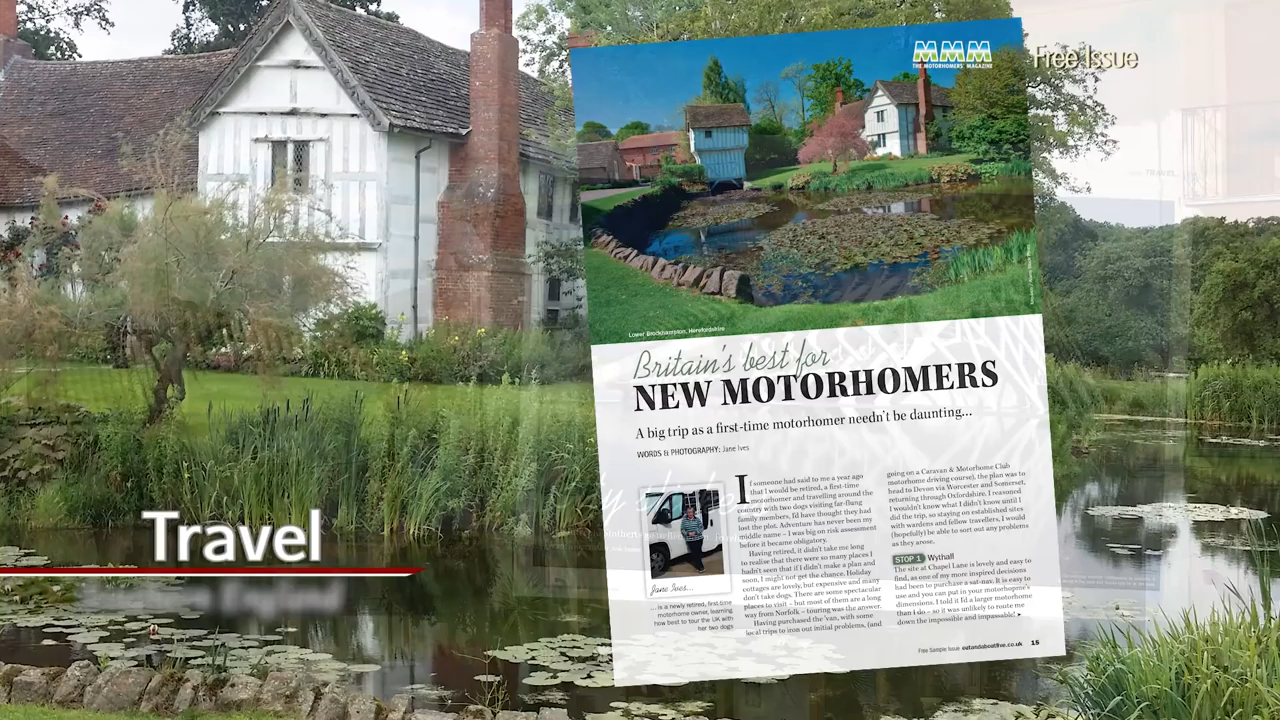 MMM
THE MOTORHOMERS' MAGAZINE
Free Issue
Lower Brockhampton, Herefordshire
Britain's best for
NEW MOTORHOMERS
A big trip as a first-time motorhomer needn't be daunting...
WORDS & PHOTOGRAPHY: Jane Ives
If someone had said to me a year ago
that I would be retired, a first-time
motorhomer and travelling around the
country with two dogs visiting far-flung
family members, I'd have thought they had
lost the plot. Adventure has never been my
middle name – I was big on risk assessment
before it became obligatory.
Having retired, it didn't take me long
to realise that there were so many places I
hadn't seen that if I didn't make a plan and
soon, I might not get the chance. Holiday
cottages are lovely, but expensive and many
don't take dogs. There are some spectacular
places to visit – but most of them are a long
way from Norfolk – touring was the answer.
Having purchased the 'van, with some
local trips to iron out initial problems, (and
going on a Caravan & Motorhome Club
motorhome driving course), the plan was to
head to Devon via Worcester and Somerset,
returning through Oxfordshire. I reasoned
I wouldn't know what I didn't know until I
did the trip, so staying on established sites
with wardens and fellow travellers, I would
(hopefully) be able to sort out any problems
as they arose.
STOP 1 Wythall
The site at Chapel Lane is lovely and easy to
find, as one of my more inspired decisions
had been to purchase a sat-nav. It is easy to
use and you can put in your motorhome's
dimensions. I told it I'd a larger motorhome
than I do – so it was unlikely to route me
down the impossible and impassable! ▸
Jane Ives...
...is a newly retired, first-time
motorhome owner, learning
how best to tour the UK with
her two dogs
Free Sample Issue outandaboutlive.co.uk 15
Travel